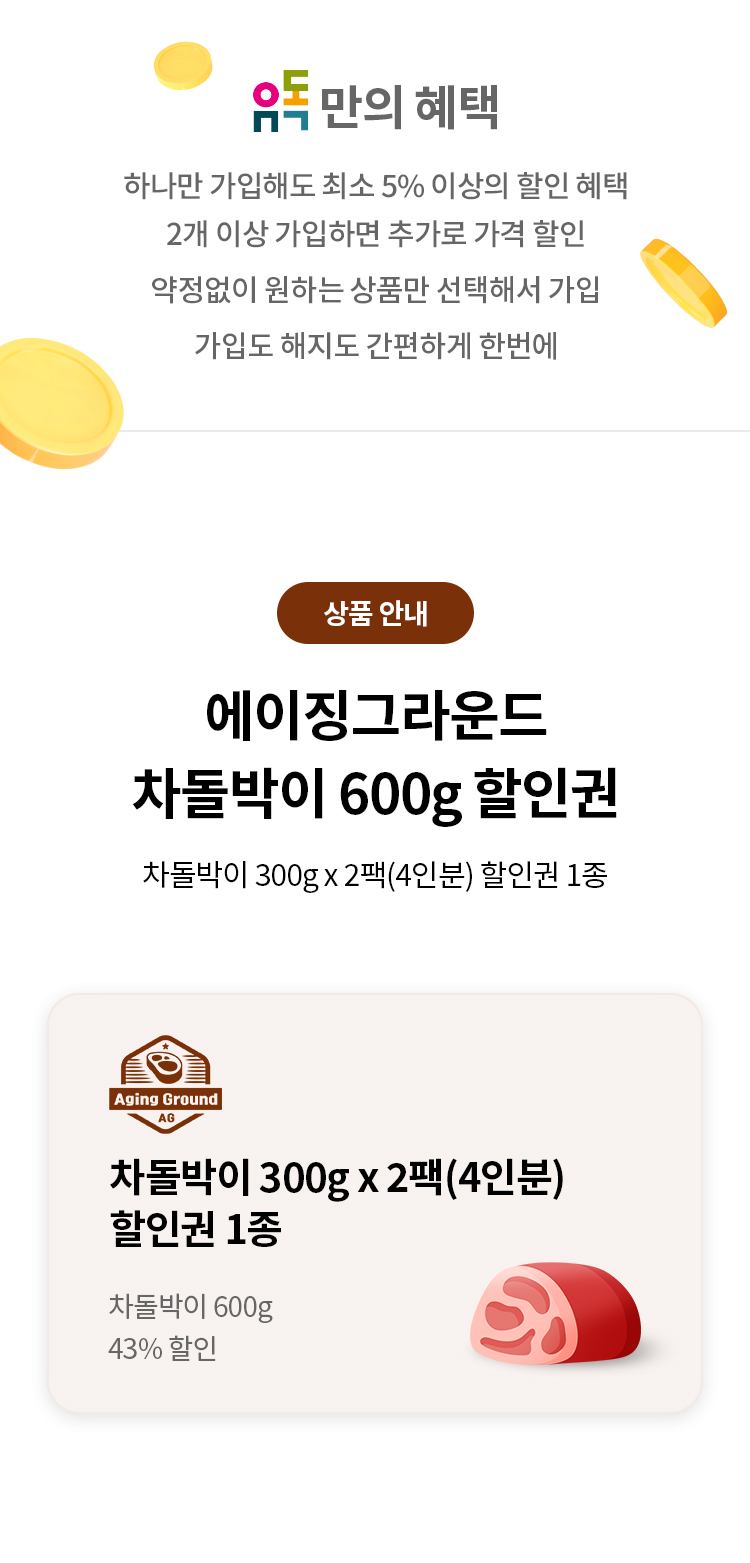 유독만의 혜택
하나만 가입해도 최소 5% 이상의 할인 혜택
2개 이상 가입하면 추가로 가격 할인
약정없이 원하는 상품만 선택해서 가입
가입도 해지도 간편하게 한번에
상품 안내
에이징그라운드
차돌박이 600g 할인권
차돌박이 300g x 2팩(4인분) 할인권 1종
Aging Ground
AG
차돌박이 300g x 2팩(4인분)
할인권 1종
차돌박이 600g
43% 할인